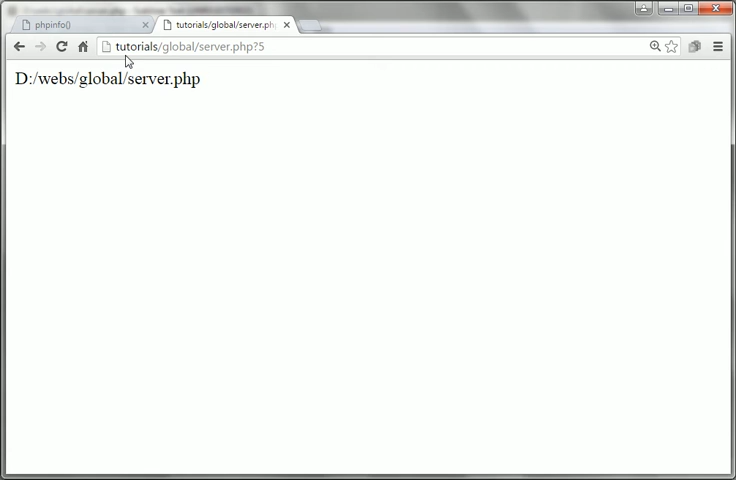 phpinfo()
tutorials/global/server.ph
tutorials/global/server.php?5
D:/webs/global/server.php